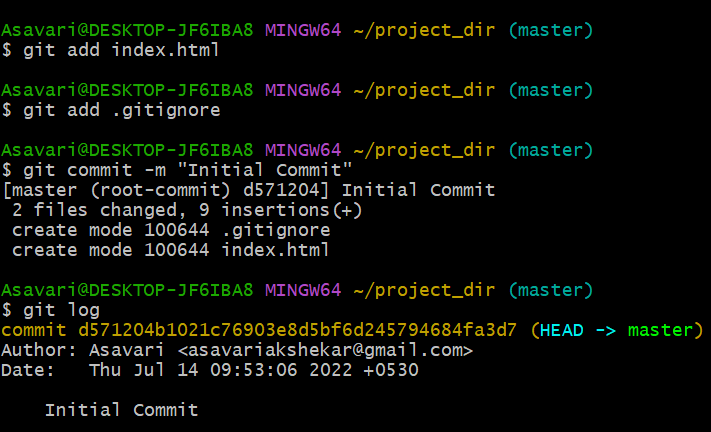 Asavari@DESKTOP-JF6IBA8 MINGW64 ~/project_dir (master)
$ git add index.html
Asavari@DESKTOP-JF6IBA8 MINGW64 ~/project_dir (master)
$ git add .gitignore
Asavari@DESKTOP-JF6IBA8 MINGW64 ~/project_dir (master)
$ git commit -m "Initial Commit"
[master (root-commit) d571204] Initial Commit
 2 files changed, 9 insertions(+)
 create mode 100644 .gitignore
 create mode 100644 index.html
Asavari@DESKTOP-JF6IBA8 MINGW64 ~/project_dir (master)
$ git log
commit d571204b1021c76903e8d5bf6d245794684fa3d7 (HEAD -> master)
Author: Asavari <asavariakshekar@gmail.com>
Date:   Thu Jul 14 09:53:06 2022 +0530
    Initial Commit